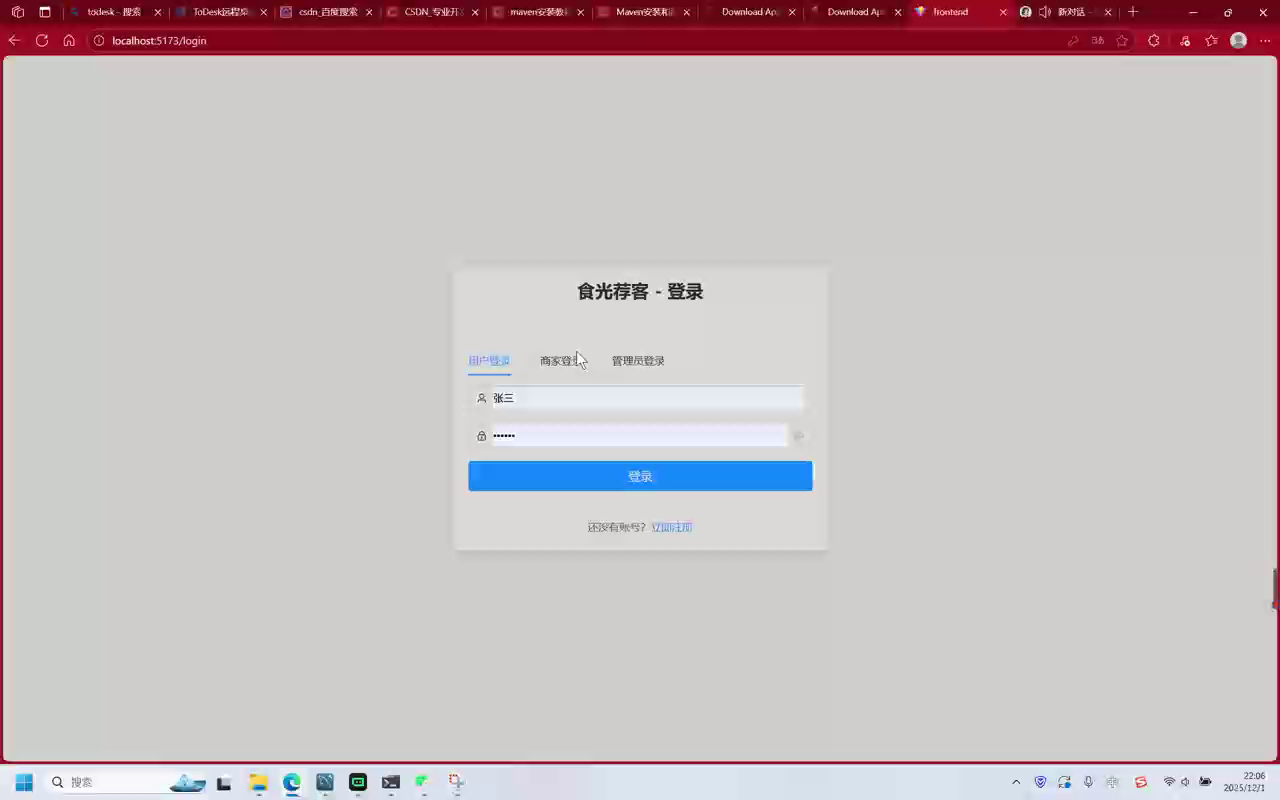 todesk - 搜索
ToDesk远程桌
csdn_百度搜索
CSDN_专业开
maven安装教
Maven安装和
Download Ap
Download Ap
frontend
新对话 -
localhost:5173/login
食光荐客 - 登录
用户登录
商家登录
管理员登录
张三
登录
还没有账号? 立即注册
搜索
22:06
2025/12/1